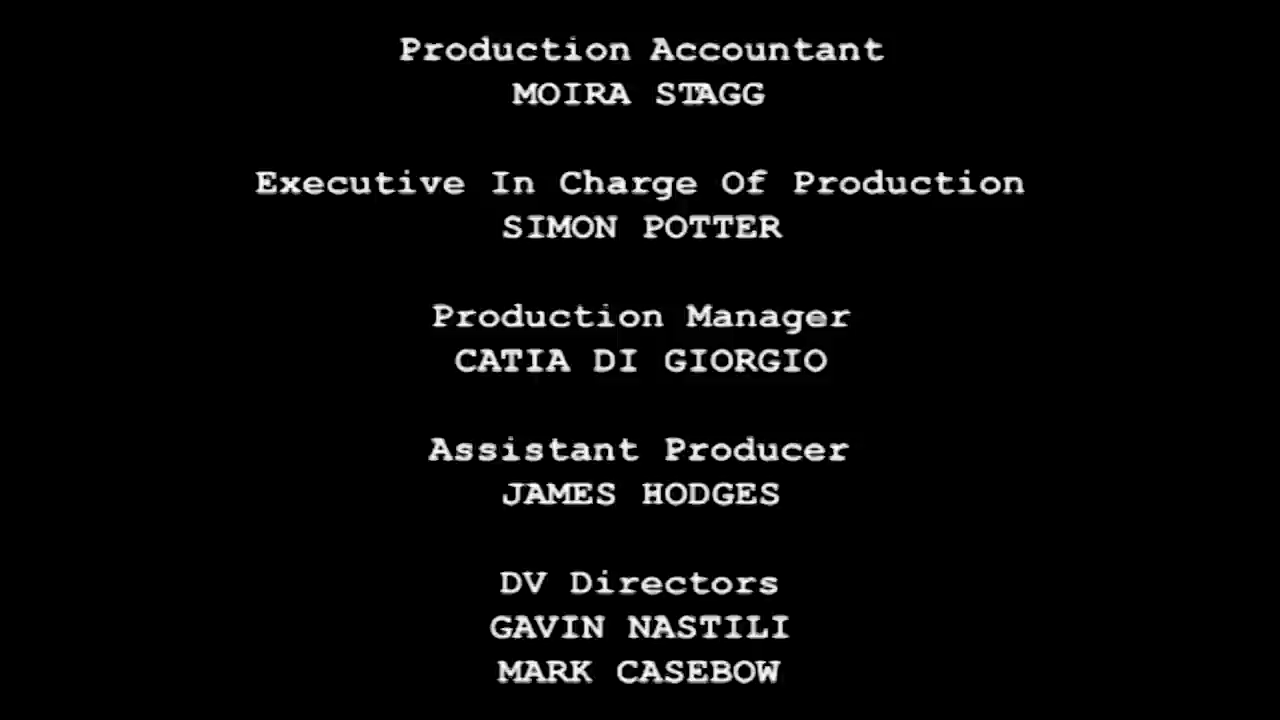 Production Accountant
MOIRA STAGG
Executive In Charge Of Production
SIMON POTTER
Production Manager
CATIA DI GIORGIO
Assistant Producer
JAMES HODGES
DV Directors
GAVIN NASTILI
MARK CASEBOW